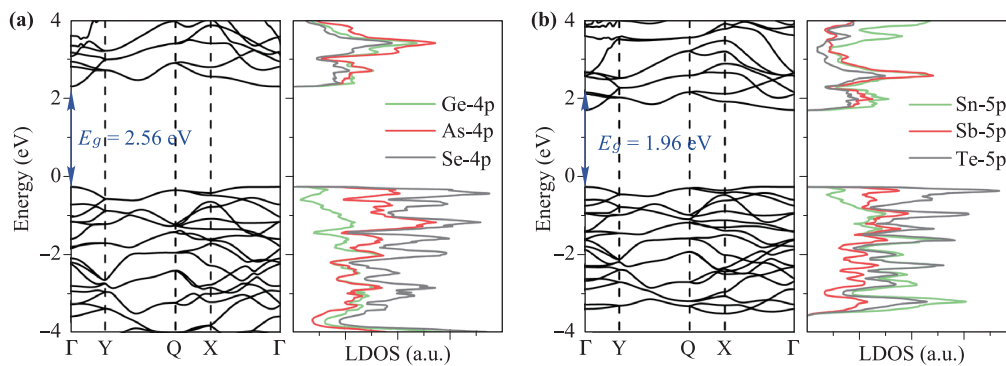 (a)
4
2
0
−2
−4
Energy (eV)
Eg = 2.56 eV
Γ
Y
Q
X
Γ
Ge-4p
As-4p
Se-4p
LDOS (a.u.)
(b)
4
2
0
−2
−4
Energy (eV)
Eg = 1.96 eV
Γ
Y
Q
X
Γ
Sn-5p
Sb-5p
Te-5p
LDOS (a.u.)